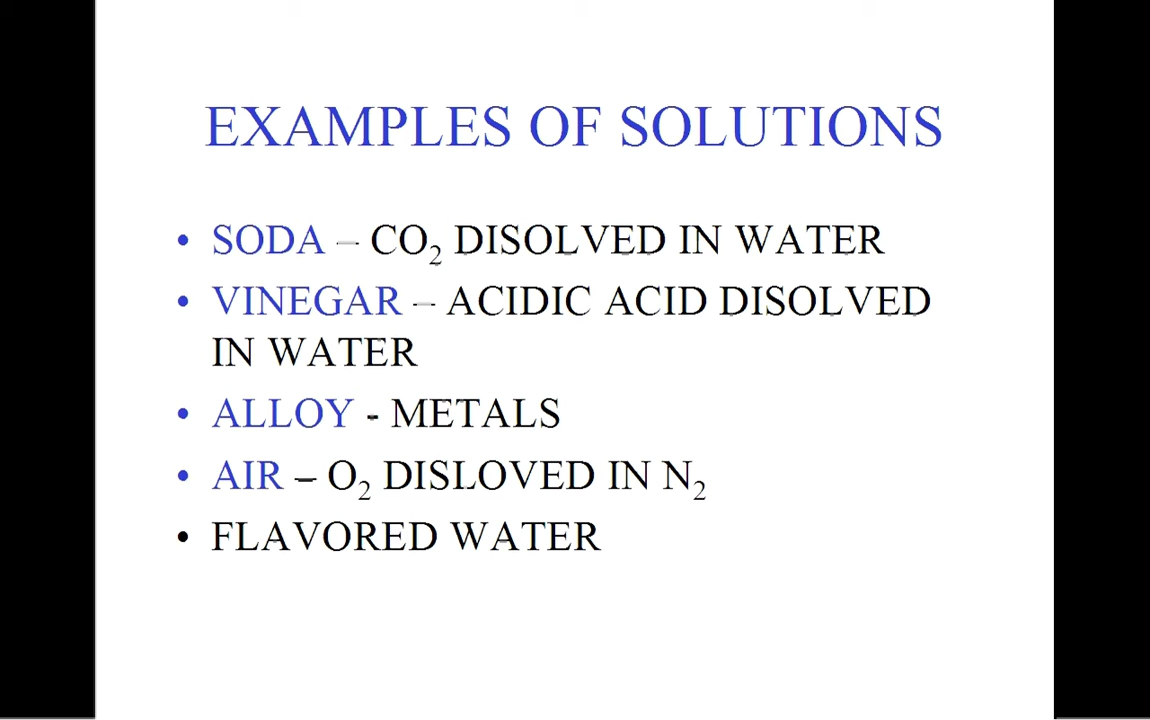 EXAMPLES OF SOLUTIONS
• SODA – CO₂ DISOLVED IN WATER
• VINEGAR – ACIDIC ACID DISOLVED
IN WATER
• ALLOY - METALS
• AIR – O₂ DISLOVED IN N₂
• FLAVORED WATER